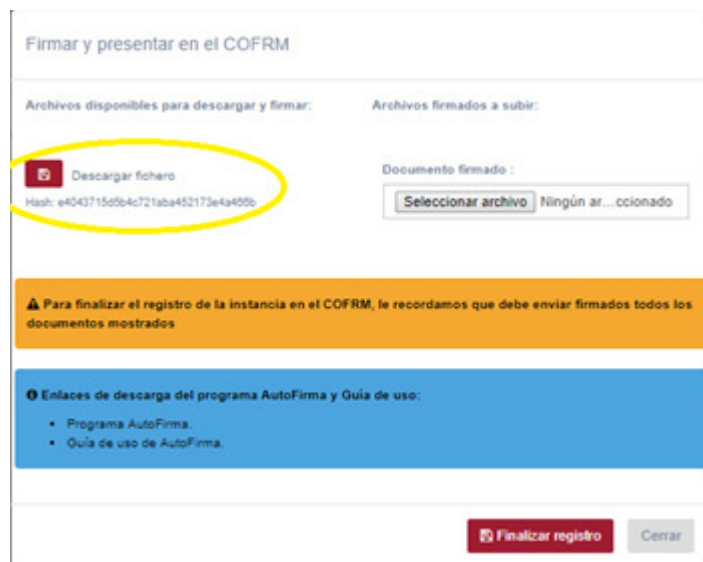 Firmar y presentar en el COFRM
Archivos disponibles para descargar y firmar:
Archivos firmados a subir:
Descargar fichero
Hash: e4043715d5b4c721aba452173e4a466b
Documento firmado :
Seleccionar archivo Ningún ar...ccionado
Para finalizar el registro de la instancia en el COFRM, le recordamos que debe enviar firmados todos los
documentos mostrados
Enlaces de descarga del programa AutoFirma y Guía de uso:
Programa AutoFirma.
Guía de uso de AutoFirma.
Finalizar registro
Cerrar